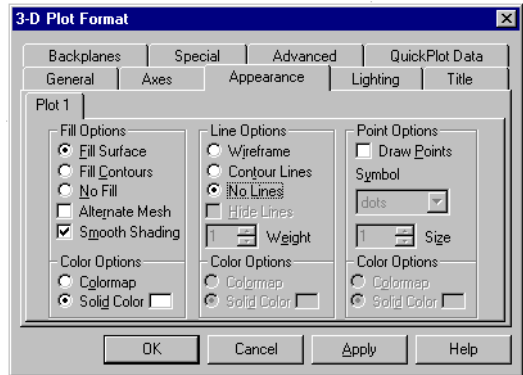 3-D Plot Format
Backplanes Special Advanced QuickPlot Data
General Axes Appearance Lighting Title
Plot 1
Fill Options
Fill Surface
Fill Contours
No Fill
Alternate Mesh
Smooth Shading
Color Options
Colormap
Solid Color
Line Options
Wireframe
Contour Lines
No Lines
Hide Lines
1 Weight
Color Options
Colormap
Solid Color
Point Options
Draw Points
Symbol
dots
1 Size
Color Options
Colormap
Solid Color
OK Cancel Apply Help